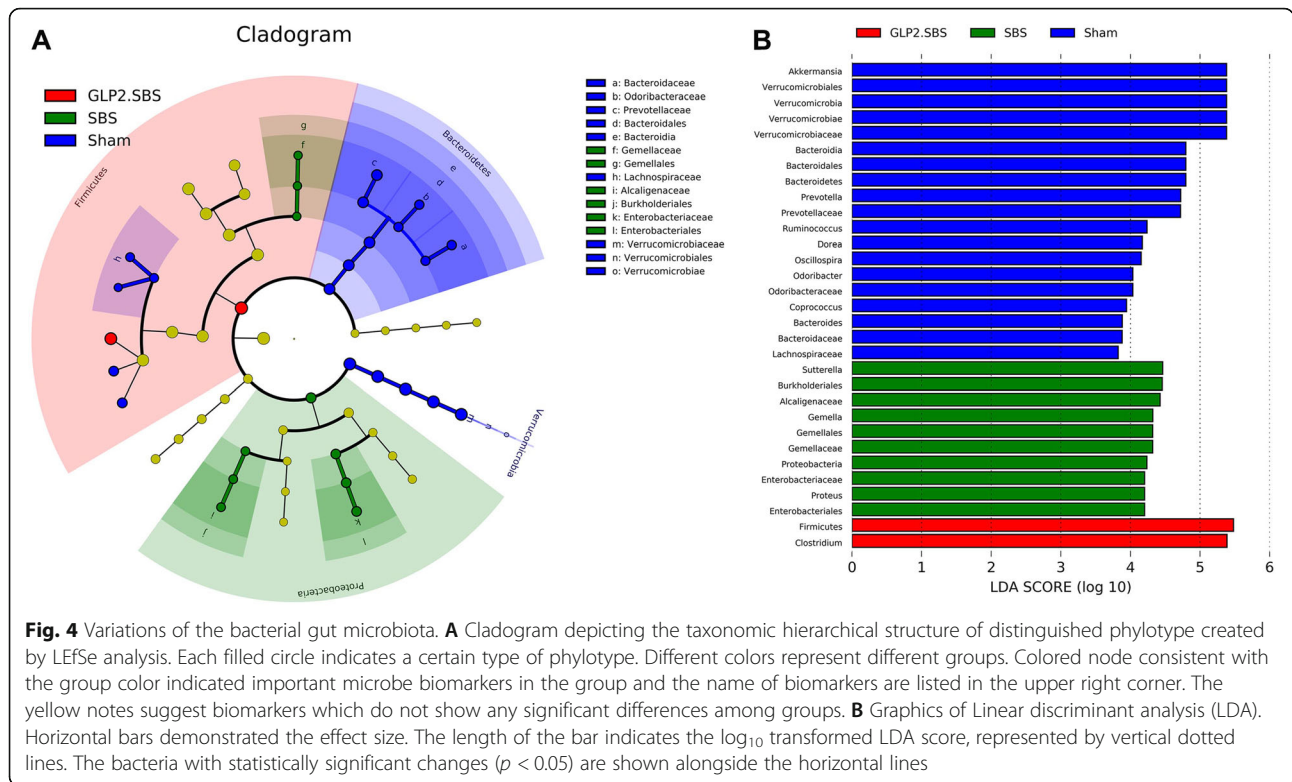 A
Cladogram
GLP2.SBS
SBS
Sham
Firmicutes
Bacteroidetes
Proteobacteria
Verrucomicrobia
g
f
e
d
c
b
a
h
i
j
k
l
m
n
o
a: Bacteroidaceae
b: Odoribacteraceae
c: Prevotellaceae
d: Bacteroidales
e: Bacteroidia
f: Gemellaceae
g: Gemellales
h: Lachnospiraceae
i: Alcaligenaceae
j: Burkholderiales
k: Enterobacteriaceae
l: Enterobacteriales
m: Verrucomicrobiaceae
n: Verrucomicrobiales
o: Verrucomicrobiae
B
GLP2.SBS SBS Sham
Akkermansia
Verrucomicrobiales
Verrucomicrobia
Verrucomicrobiae
Verrucomicrobiaceae
Bacteroidia
Bacteroidales
Bacteroidetes
Prevotella
Prevotellaceae
Ruminococcus
Dorea
Oscillospira
Odoribacter
Odoribacteraceae
Coprococcus
Bacteroides
Bacteroidaceae
Lachnospiraceae
Sutterella
Burkholderiales
Alcaligenaceae
Gemella
Gemellales
Gemellaceae
Proteobacteria
Enterobacteriaceae
Proteus
Enterobacteriales
Firmicutes
Clostridium
0 1 2 3 4 5 6
LDA SCORE (log 10)
Fig. 4 Variations of the bacterial gut microbiota. A Cladogram depicting the taxonomic hierarchical structure of distinguished phylotype created
by LEfSe analysis. Each filled circle indicates a certain type of phylotype. Different colors represent different groups. Colored node consistent with
the group color indicated important microbe biomarkers in the group and the name of biomarkers are listed in the upper right corner. The
yellow notes suggest biomarkers which do not show any significant differences among groups. B Graphics of Linear discriminant analysis (LDA).
Horizontal bars demonstrated the effect size. The length of the bar indicates the log10 transformed LDA score, represented by vertical dotted
lines. The bacteria with statistically significant changes (p < 0.05) are shown alongside the horizontal lines